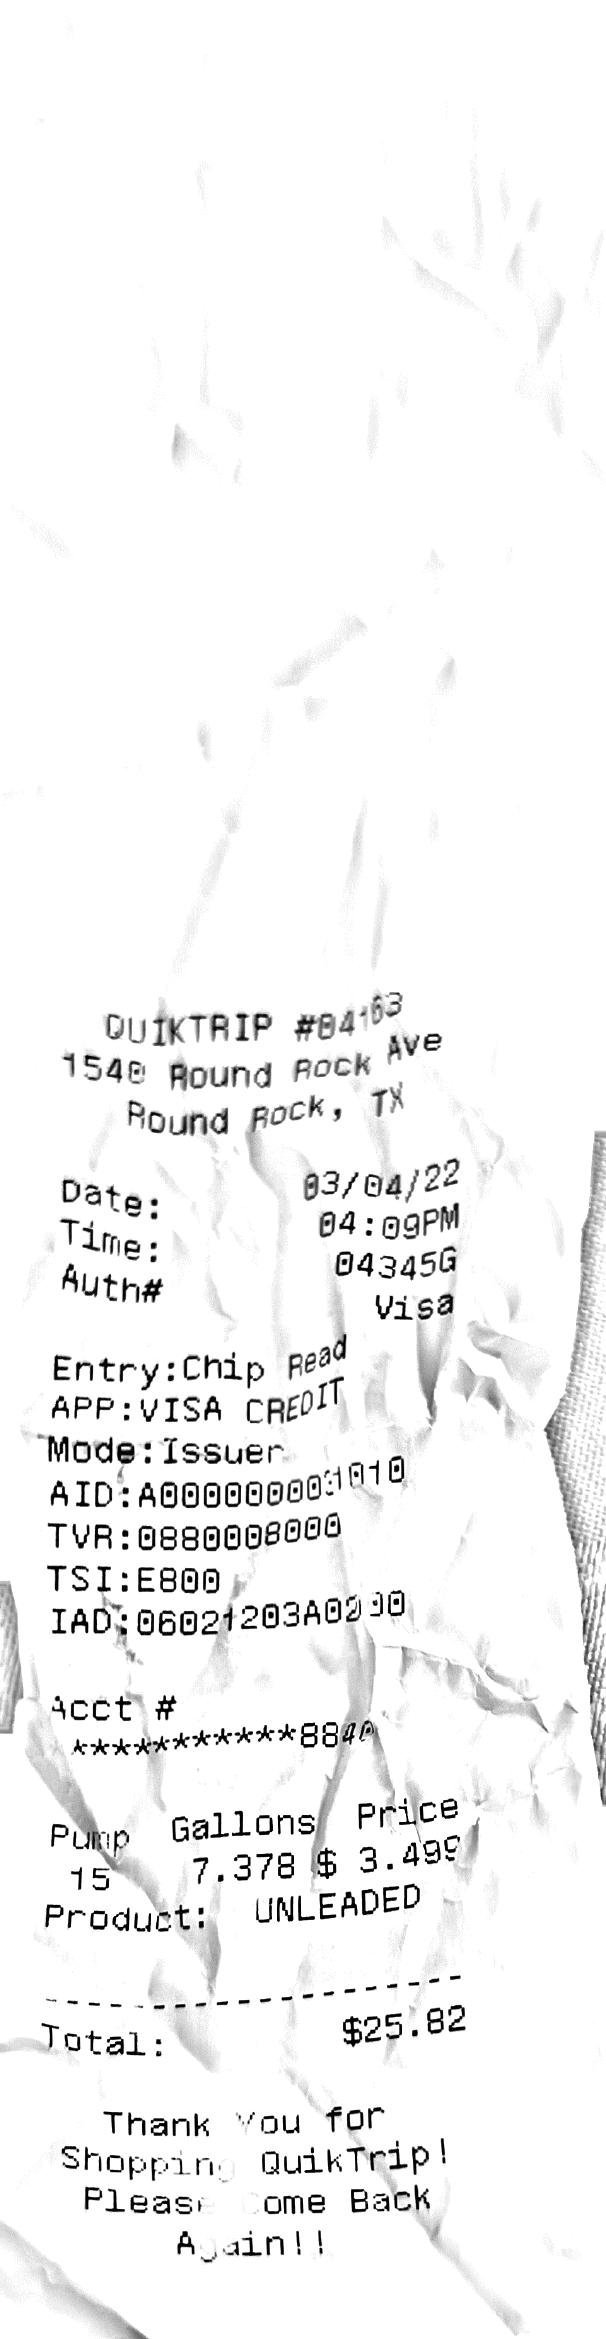 QUIKTRIP #04163
1540 Round Rock Ave
Round Rock, TX
Date: 03/04/22
Time: 04:09PM
Auth# 04345G
Visa
Entry:Chip Read
APP:VISA CREDIT
Mode:Issuer
AID:A0000000031010
TVR:0880008000
TSI:E800
IAD:06021203A0
Acct #
***********8840
Pump Gallons Price
15 7.378 $ 3.499
Product: UNLEADED
--------------------
Total: $25.82
Thank You for
Shopping QuikTrip!
Please Come Back
Again!!